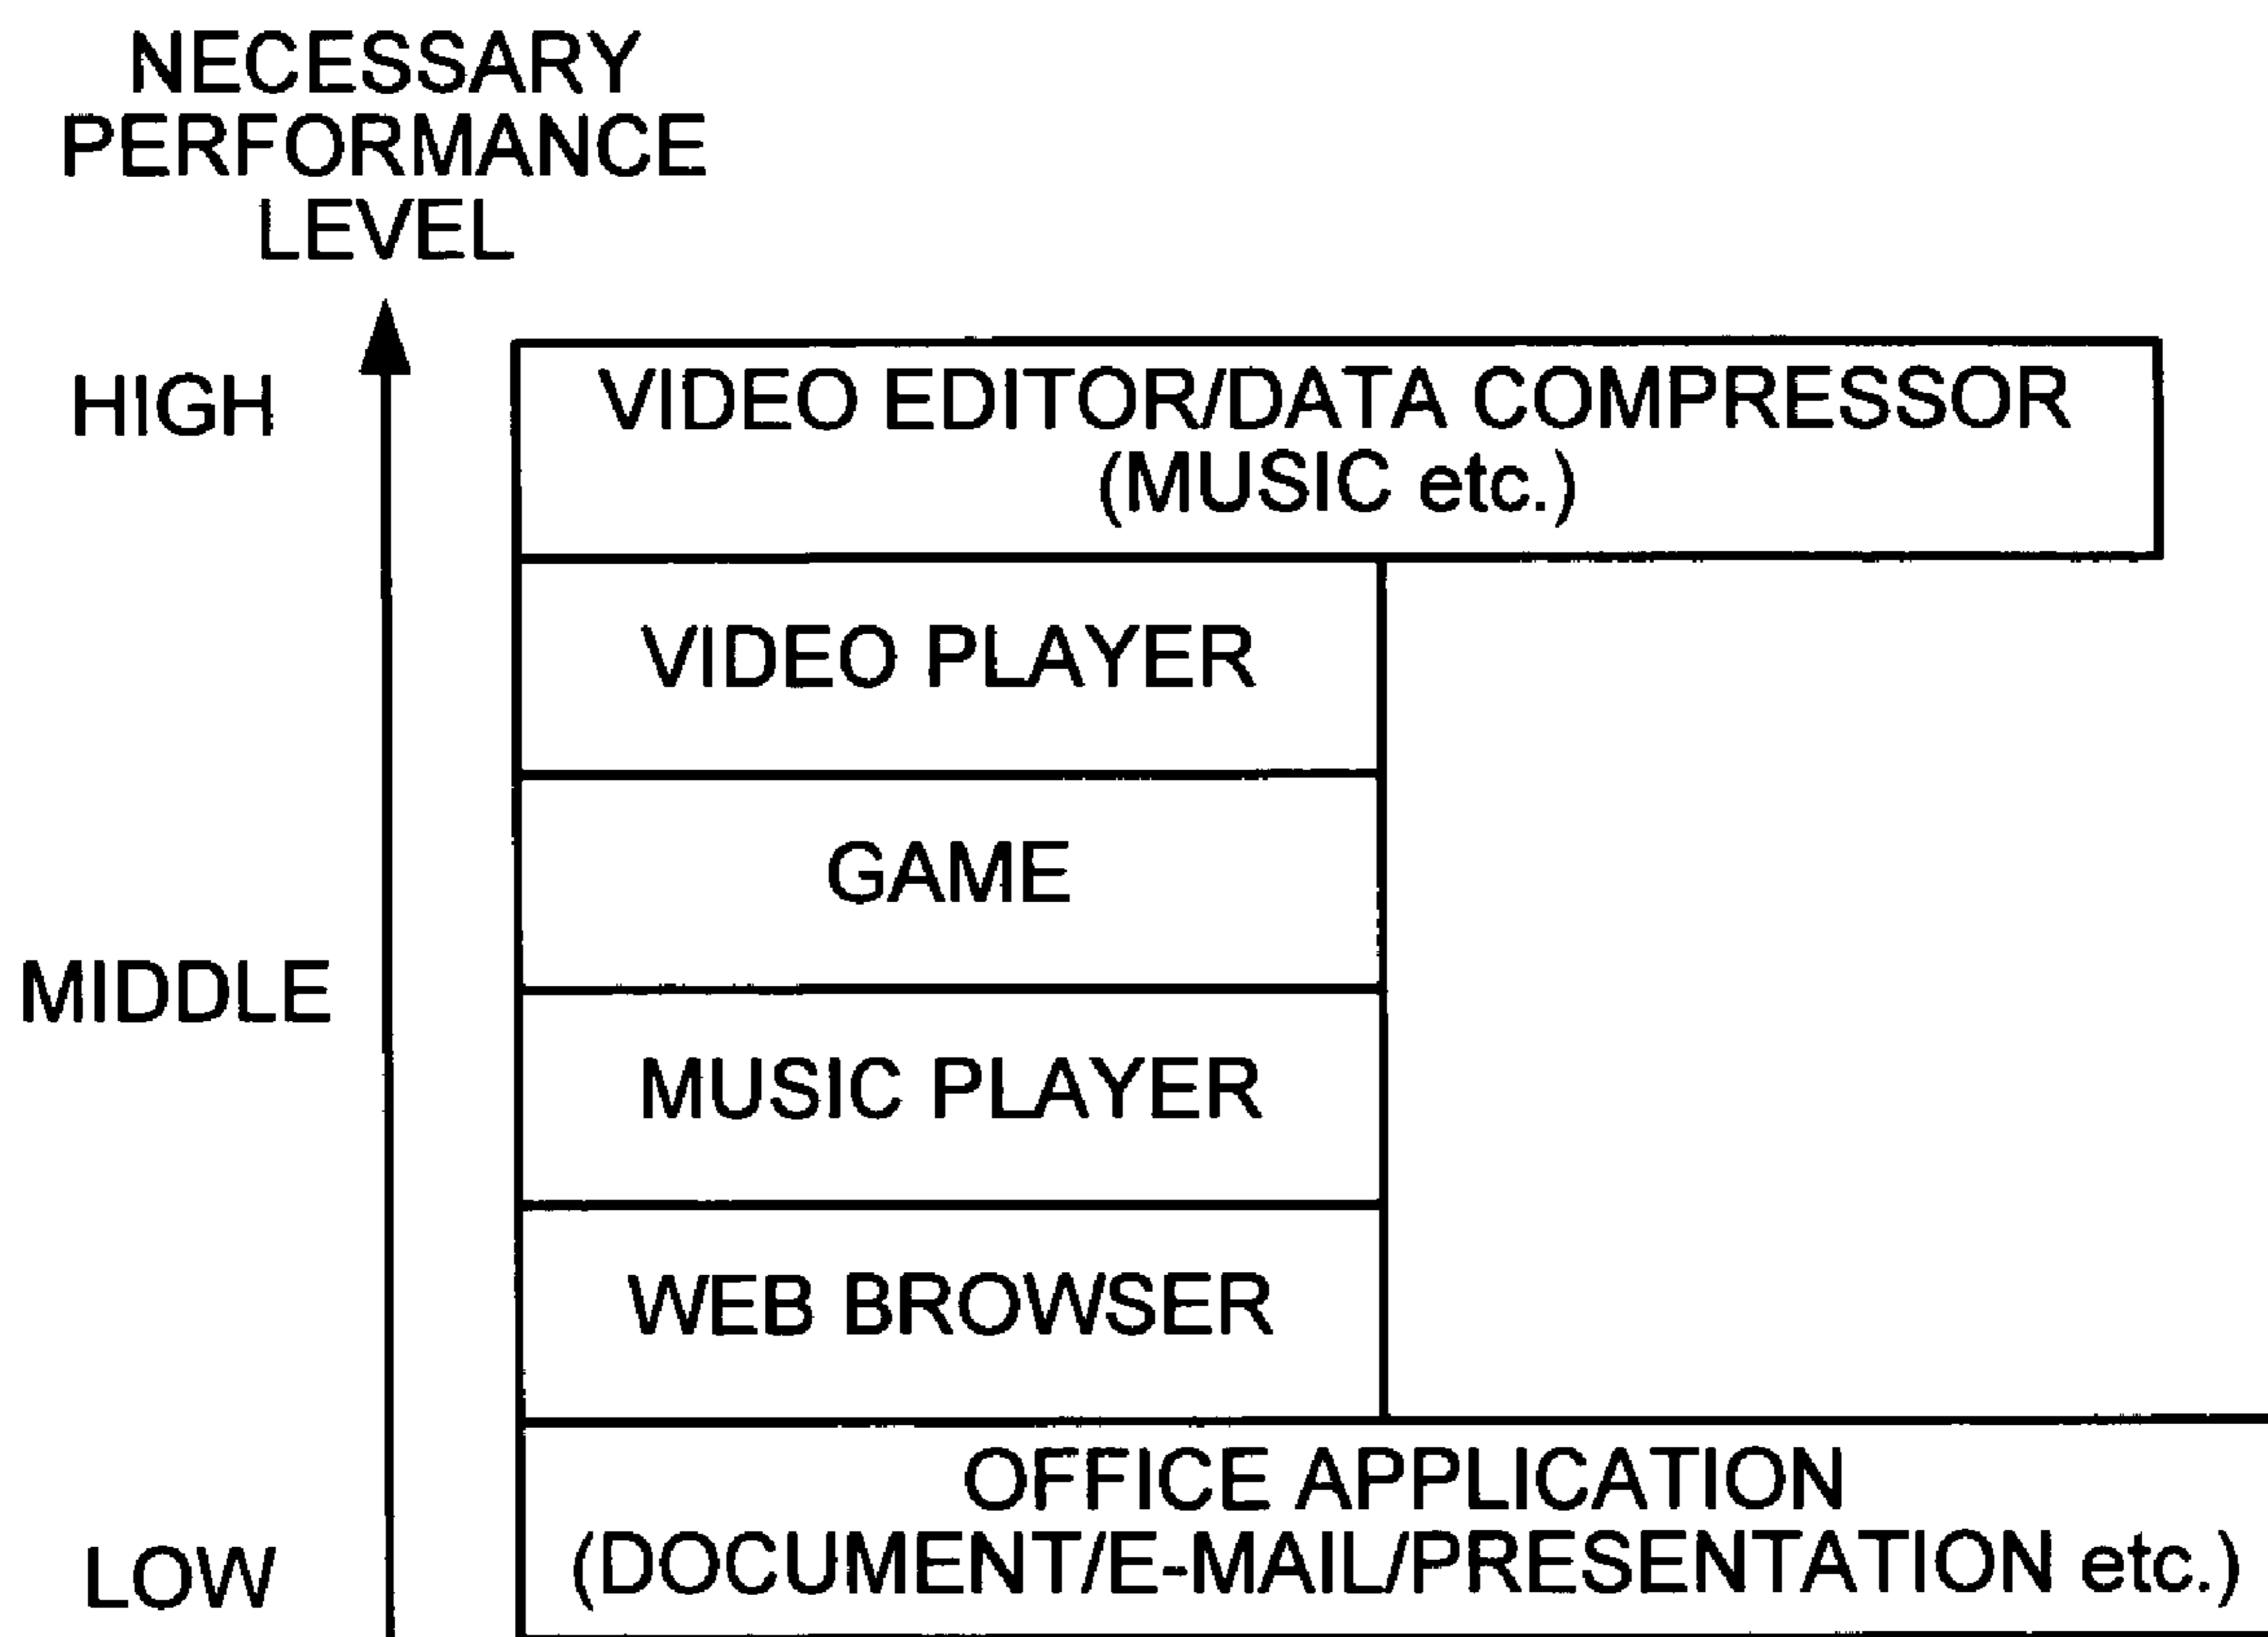 NECESSARY
PERFORMANCE
LEVEL
HIGH
VIDEO EDITOR/DATA COMPRESSOR
(MUSIC etc.)
VIDEO PLAYER
GAME
MIDDLE
MUSIC PLAYER
WEB BROWSER
OFFICE APPLICATION
LOW
(DOCUMENT/E-MAIL/PRESENTATION etc.)